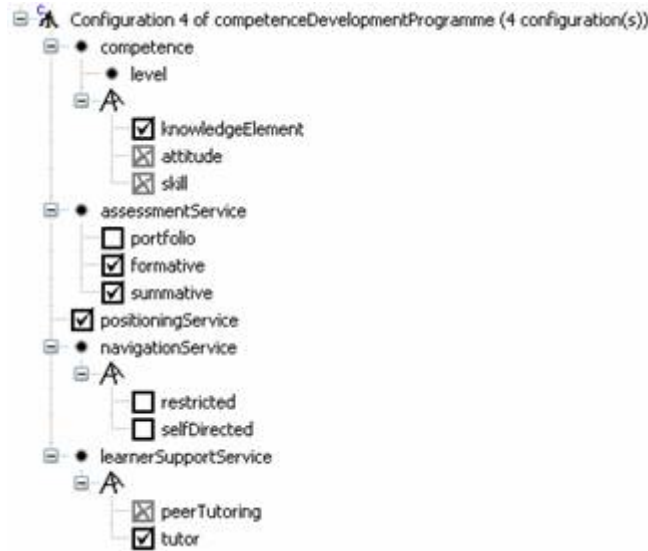 Configuration 4 of competenceDevelopmentProgramme (4 configuration(s))
competence
level
knowledgeElement
attitude
skill
assessmentService
portfolio
formative
summative
positioningService
navigationService
restricted
selfDirected
learnerSupportService
peerTutoring
tutor